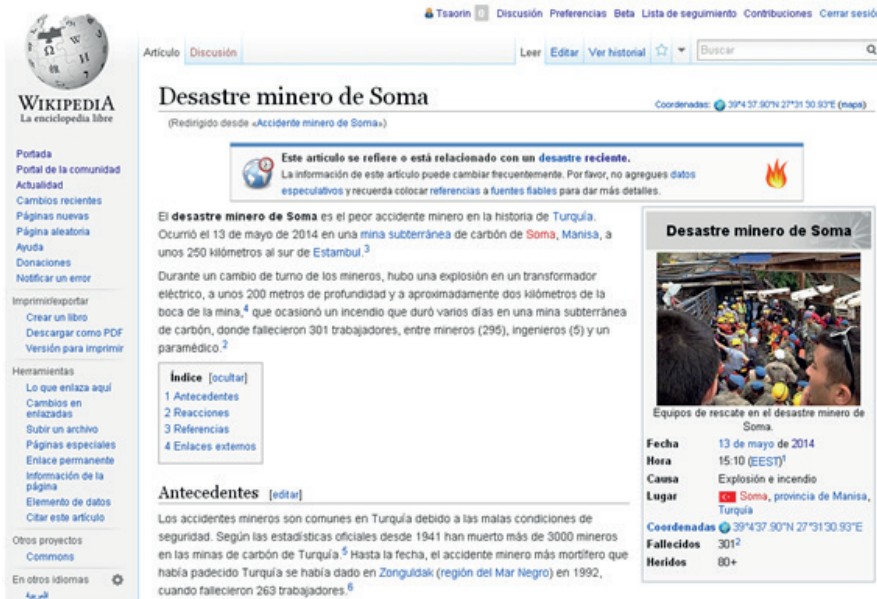 Tsaorin 0 Discusión Preferencias Beta Lista de seguimiento Contribuciones Cerrar sesió
Artículo Discusión Leer Editar Ver historial Buscar
WIKIPEDIA
La enciclopedia libre
Portada
Portal de la comunidad
Actualidad
Cambios recientes
Páginas nuevas
Página aleatoria
Ayuda
Donaciones
Notificar un error
Imprimir/exportar
Crear un libro
Descargar como PDF
Versión para imprimir
Herramientas
Lo que enlaza aquí
Cambios en
enlazadas
Subir un archivo
Páginas especiales
Enlace permanente
Información de la
página
Elemento de datos
Citar este artículo
Otros proyectos
Commons
En otros idiomas
العربية
Desastre minero de Soma
Coordenadas: 39°4′37.90″N 27°31′30.93″E (mapa)
(Redirigido desde «Accidente minero de Soma»)
Este artículo se refiere o está relacionado con un desastre reciente.
La información de este artículo puede cambiar frecuentemente. Por favor, no agregues datos
especulativos y recuerda colocar referencias a fuentes fiables para dar más detalles.
El desastre minero de Soma es el peor accidente minero en la historia de Turquía.
Ocurrió el 13 de mayo de 2014 en una mina subterránea de carbón de Soma, Manisa, a
unos 250 kilómetros al sur de Estambul.3
Durante un cambio de turno de los mineros, hubo una explosión en un transformador
eléctrico, a unos 200 metros de profundidad y a aproximadamente dos kilómetros de la
boca de la mina,4 que ocasionó un incendio que duró varios días en una mina subterránea
de carbón, donde fallecieron 301 trabajadores, entre mineros (295), ingenieros (5) y un
paramédico.2
Índice [ocultar]
1 Antecedentes
2 Reacciones
3 Referencias
4 Enlaces externos
Antecedentes [editar]
Los accidentes mineros son comunes en Turquía debido a las malas condiciones de
seguridad. Según las estadísticas oficiales desde 1941 han muerto más de 3000 mineros
en las minas de carbón de Turquía.5 Hasta la fecha, el accidente minero más mortífero que
había padecido Turquía se había dado en Zonguldak (región del Mar Negro) en 1992,
cuando fallecieron 263 trabajadores.6
Desastre minero de Soma
Equipos de rescate en el desastre minero de
Soma.
Fecha 13 de mayo de 2014
Hora 15:10 (EEST)1
Causa Explosión e incendio
Lugar Soma, provincia de Manisa,
Turquía
Coordenadas 39°4′37.90″N 27°31′30.93″E
Fallecidos 3012
Heridos 80+